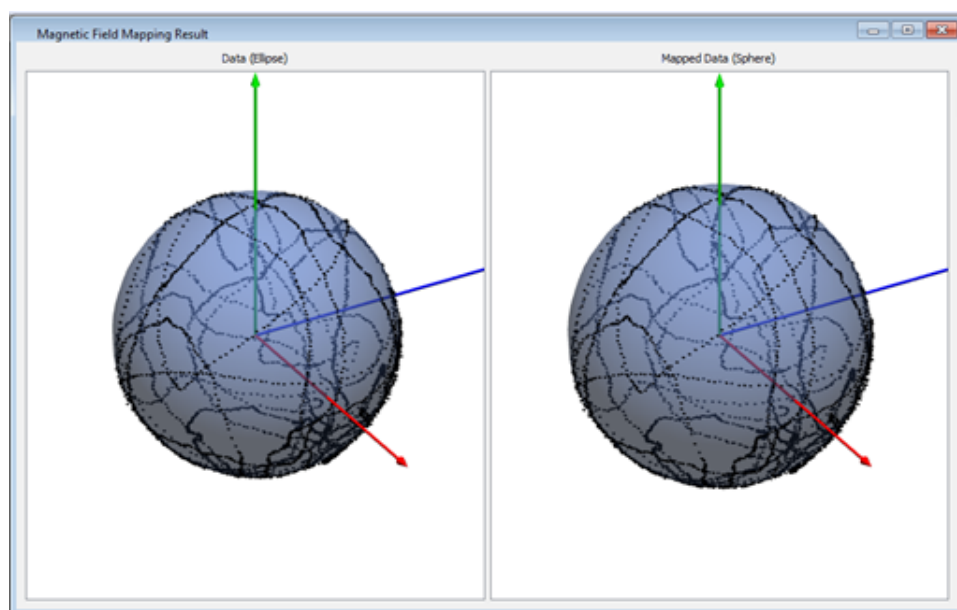 Magnetic Field Mapping Result
Data (Ellipse)
Mapped Data (Sphere)